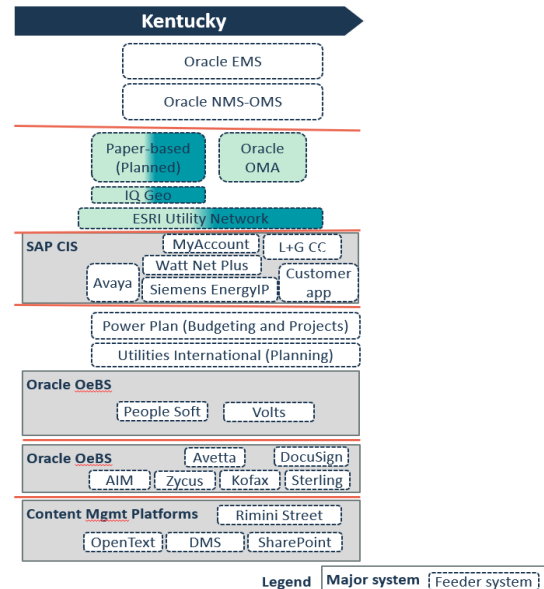 Kentucky
Oracle EMS
Oracle NMS-OMS
Paper-based
(Planned)
Oracle
OMA
IQ Geo
ESRI Utility Network
SAP CIS
MyAccount
L+G CC
Watt Net Plus
Avaya
Siemens EnergyIP
Customer
app
Power Plan (Budgeting and Projects)
Utilities International (Planning)
Oracle OeBS
People Soft
Volts
Oracle OeBS
Avetta
DocuSign
AIM
Zycus
Kofax
Sterling
Content Mgmt Platforms
Rimini Street
OpenText
DMS
SharePoint
Legend
Major system
Feeder system